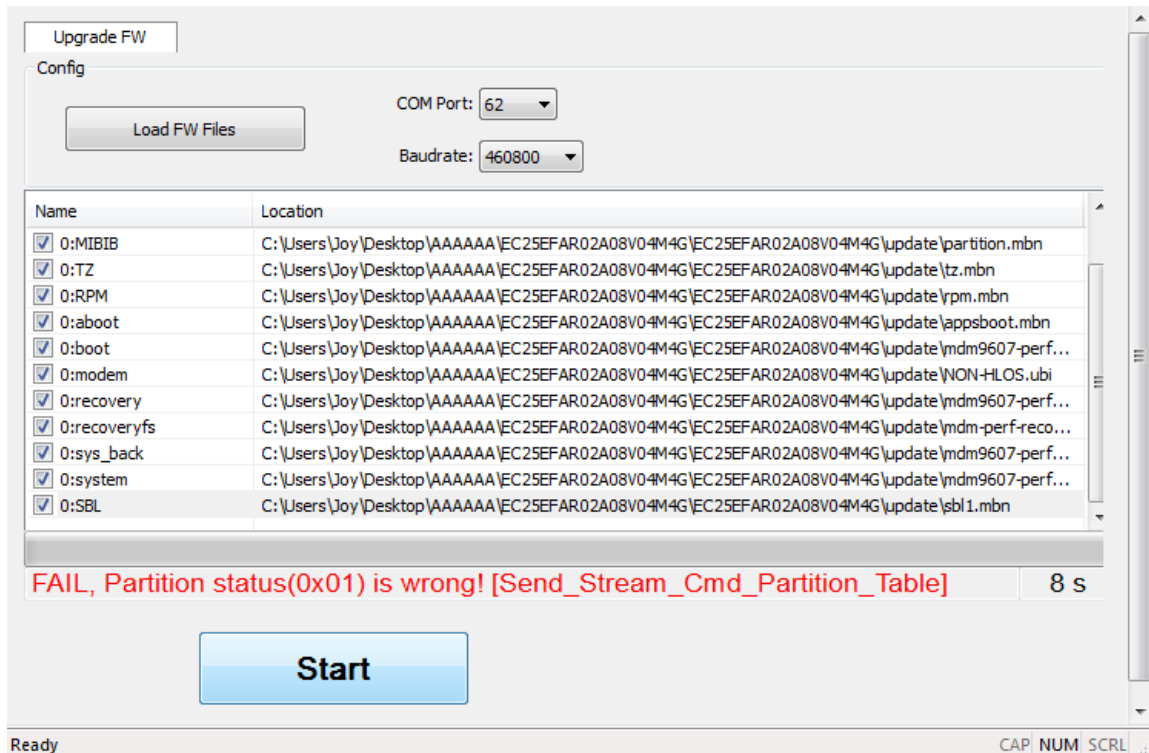 Upgrade FW
Config
Load FW Files
COM Port: 62
Baudrate: 460800
Name Location
0:MIBIB C:\Users\Joy\Desktop\AAAAAA\EC25EFAR02A08V04M4G\EC25EFAR02A08V04M4G\update\partition.mbn
0:TZ C:\Users\Joy\Desktop\AAAAAA\EC25EFAR02A08V04M4G\EC25EFAR02A08V04M4G\update\tz.mbn
0:RPM C:\Users\Joy\Desktop\AAAAAA\EC25EFAR02A08V04M4G\EC25EFAR02A08V04M4G\update\rpm.mbn
0:aboot C:\Users\Joy\Desktop\AAAAAA\EC25EFAR02A08V04M4G\EC25EFAR02A08V04M4G\update\appsboot.mbn
0:boot C:\Users\Joy\Desktop\AAAAAA\EC25EFAR02A08V04M4G\EC25EFAR02A08V04M4G\update\mdm9607-perf...
0:modem C:\Users\Joy\Desktop\AAAAAA\EC25EFAR02A08V04M4G\EC25EFAR02A08V04M4G\update\NON-HLOS.ubi
0:recovery C:\Users\Joy\Desktop\AAAAAA\EC25EFAR02A08V04M4G\EC25EFAR02A08V04M4G\update\mdm9607-perf...
0:recoveryfs C:\Users\Joy\Desktop\AAAAAA\EC25EFAR02A08V04M4G\EC25EFAR02A08V04M4G\update\mdm-perf-reco...
0:sys_back C:\Users\Joy\Desktop\AAAAAA\EC25EFAR02A08V04M4G\EC25EFAR02A08V04M4G\update\mdm9607-perf...
0:system C:\Users\Joy\Desktop\AAAAAA\EC25EFAR02A08V04M4G\EC25EFAR02A08V04M4G\update\mdm9607-perf...
0:SBL C:\Users\Joy\Desktop\AAAAAA\EC25EFAR02A08V04M4G\EC25EFAR02A08V04M4G\update\sbl1.mbn
FAIL, Partition status(0x01) is wrong! [Send_Stream_Cmd_Partition_Table] 8 s
Start
Ready CAP NUM SCRL